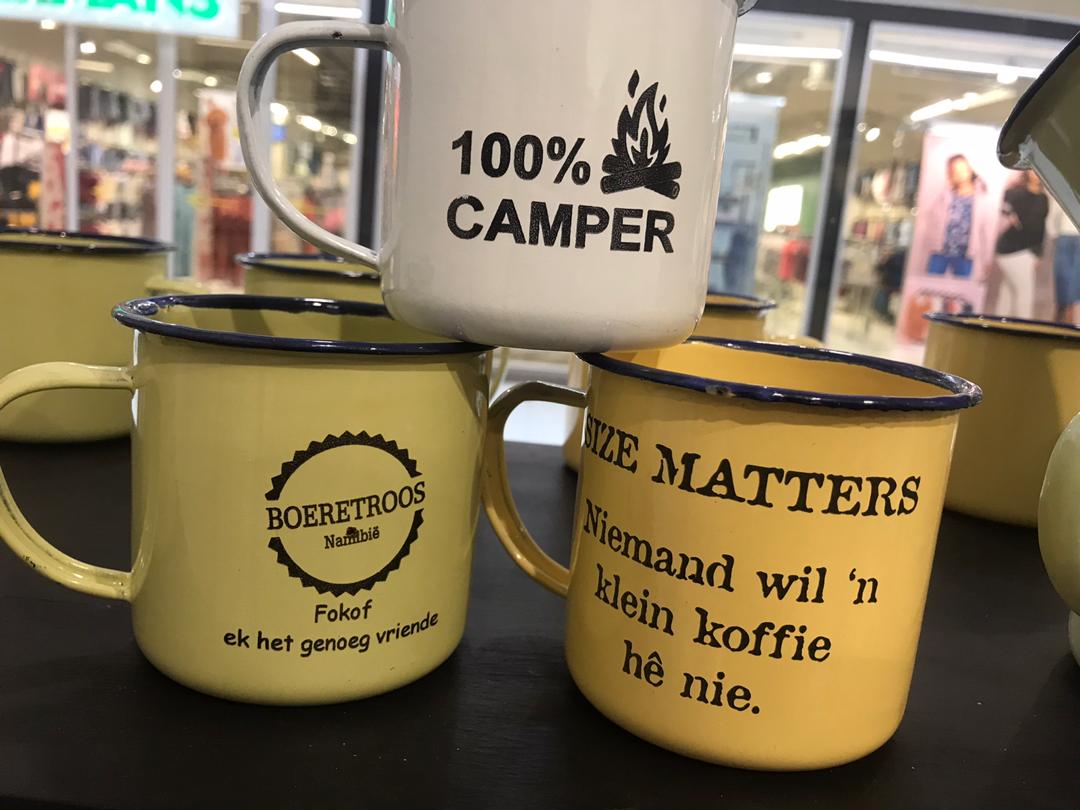 100%
CAMPER
BOERETROOS
Namibië
Fokof
ek het genoeg vriende
SIZE MATTERS
Niemand wil ‘n
klein koffie
hê nie.